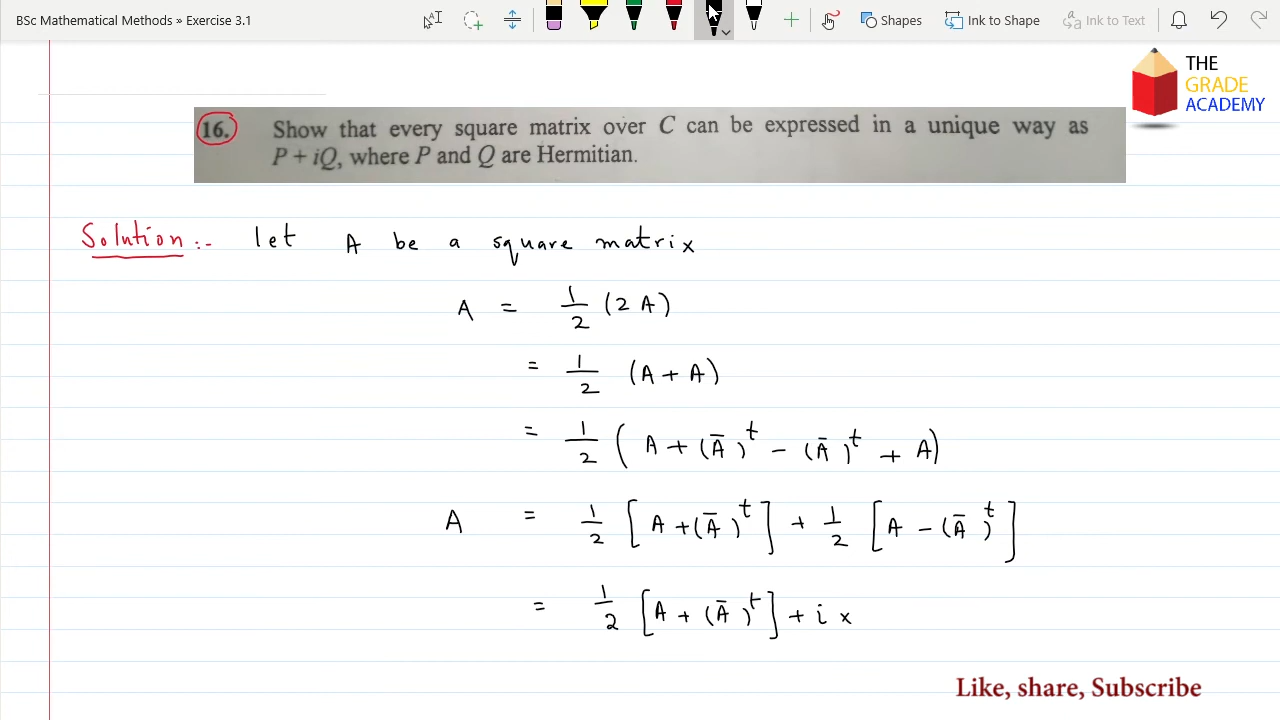 BSc Mathematical Methods » Exercise 3.1
Shapes
Ink to Shape
Ink to Text
THE
GRADE
ACADEMY
16. Show that every square matrix over C can be expressed in a unique way as
P + iQ, where P and Q are Hermitian.
Solution :- let A be a square matrix
A = 1/2 (2 A)
= 1/2 (A + A)
= 1/2 ( A + (Ā)^t - (Ā)^t + A)
A = 1/2 [A + (Ā)^t] + 1/2 [A - (Ā)^t]
= 1/2 [A + (Ā)^t] + i x
Like, share, Subscribe